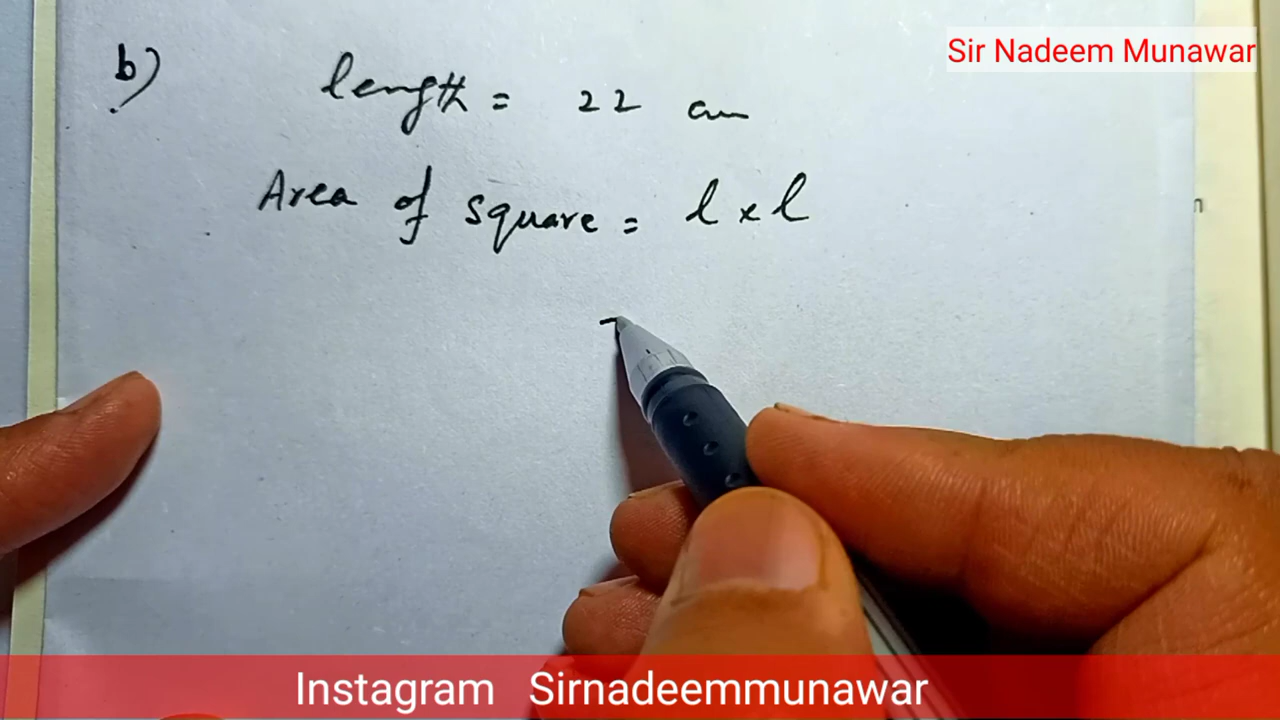 Sir Nadeem Munawar
b)
length = 22 cm
Area of square = l × l
n
Instagram Sirnadeemmunawar